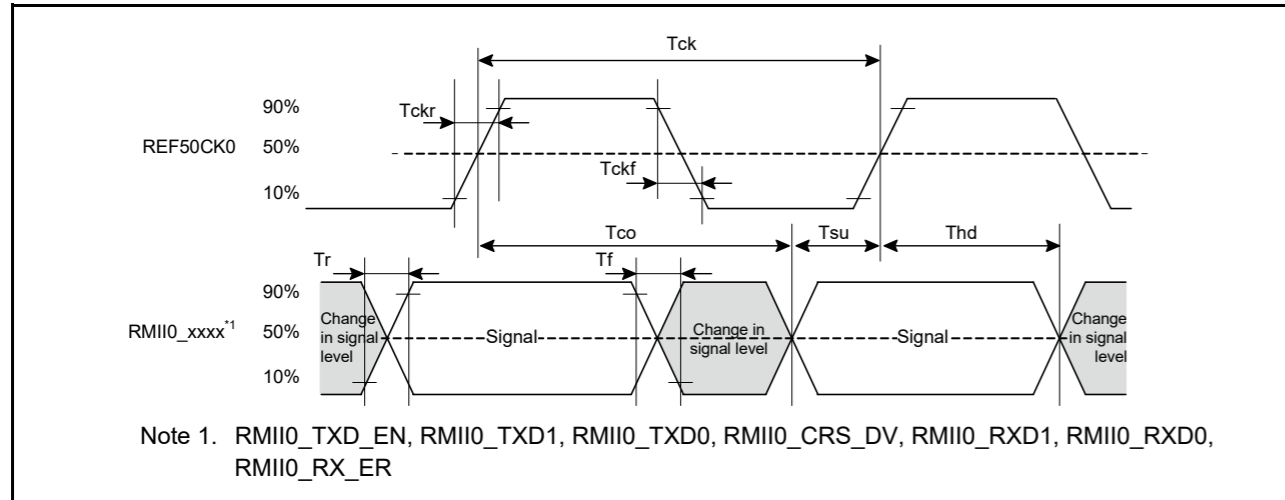 Tck
90%
Tckr
REF50CK0 50%
Tckf
10%
Tco Tsu Thd
Tr Tf
90%
Change in signal level
RMII0_xxxx*1 50%
Signal
Change in signal level
Signal
Change in signal level
10%
Note 1. RMII0_TXD_EN, RMII0_TXD1, RMII0_TXD0, RMII0_CRS_DV, RMII0_RXD1, RMII0_RXD0,
RMII0_RX_ER